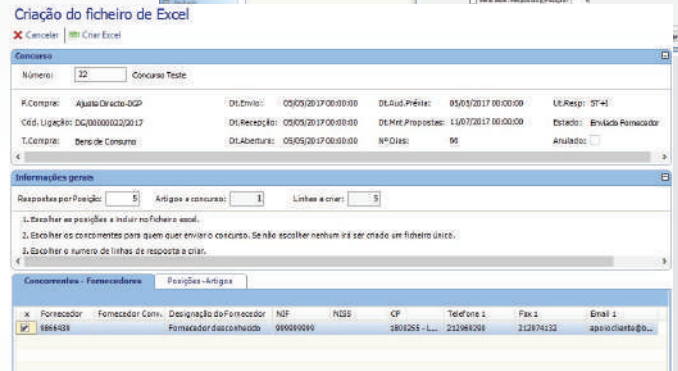 Criação do ficheiro de Excel
Cancelar Criar Excel
Concurso
Número: 22 Concurso Teste
P.Compra: Ajuste Directo-DGP Dt.Envio: 05/05/2017 00:00:00 Dt.Aud.Prévia: 05/05/2017 00:00:00 Ut.Resp: ST+I
Cód. Ligação: DG/00000022/2017 Dt.Recepção: 05/05/2017 00:00:00 Dt.Mnt.Propostas: 11/07/2017 00:00:00 Estado: Enviado Fornecedor
T.Compra: Bens de Consumo Dt.Abertura: 05/05/2017 00:00:00 Nº Dias: 66 Anulado:
Informações gerais
Respostas por Posição: 5 Artigos a concurso: 1 Linhas a criar: 5
1. Escolher as posições a induir no ficheiro excel.
2. Escolher os concorrentes para quem quer enviar o concurso. Se não escolher nenhum irá ser criado um ficheiro único.
3. Escolher o numero de linhas de resposta a criar.
Concorrentes - Fornecedores Posições-Artigos
x Fornecedor Fornecedor Conv. Designação do Fornecedor NIF NISS CP Telefone 1 Fax 1 Email 1
9866430 Fornecedor desconhecido 999999999 1800255 - L... 212960290 212974132 apoiocliente@b...